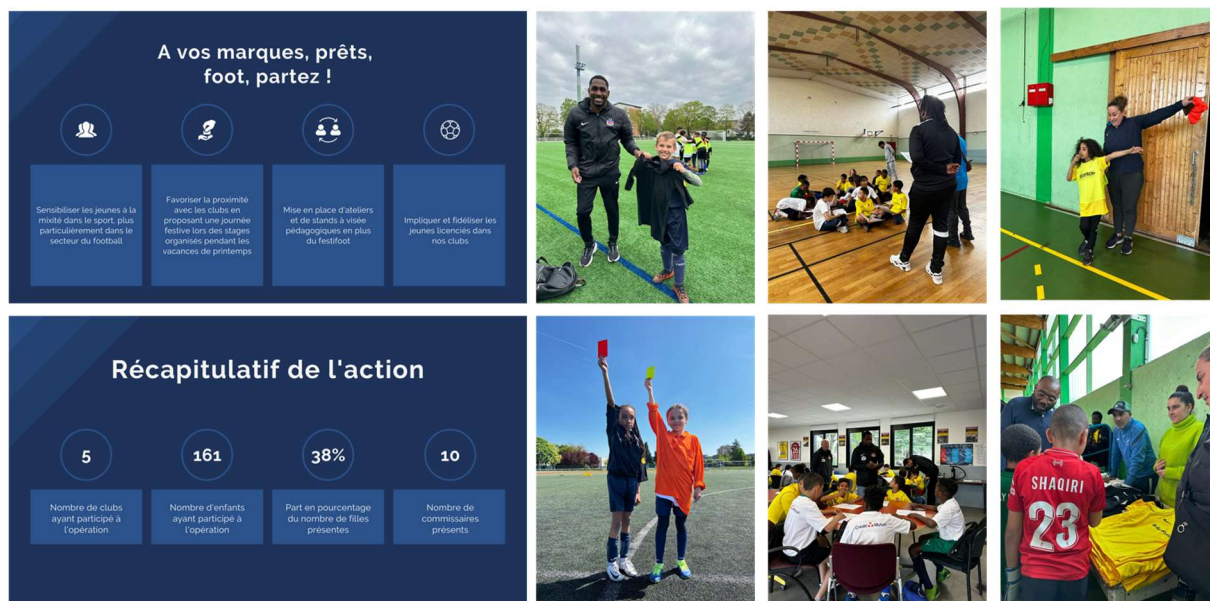 A vos marques, prêts,
foot, partez !
Sensibiliser les jeunes à la
mixité dans le sport, plus
particulièrement dans le
secteur du football
Favoriser la proximité
avec les clubs en
proposant une journée
festive lors des stages
organisés pendant les
vacances de printemps
Mise en place d'ateliers
et de stands à visée
pédagogiques en plus
du festifoot
Impliquer et fidéliser les
jeunes licenciés dans
nos clubs
Récapitulatif de l'action
5
161
38%
10
Nombre de clubs
ayant participé à
l'opération
Nombre d'enfants
ayant participé à
l'opération
Part en pourcentage
du nombre de filles
présentes
Nombre de
commissaires
présents
SHAQIRI
23